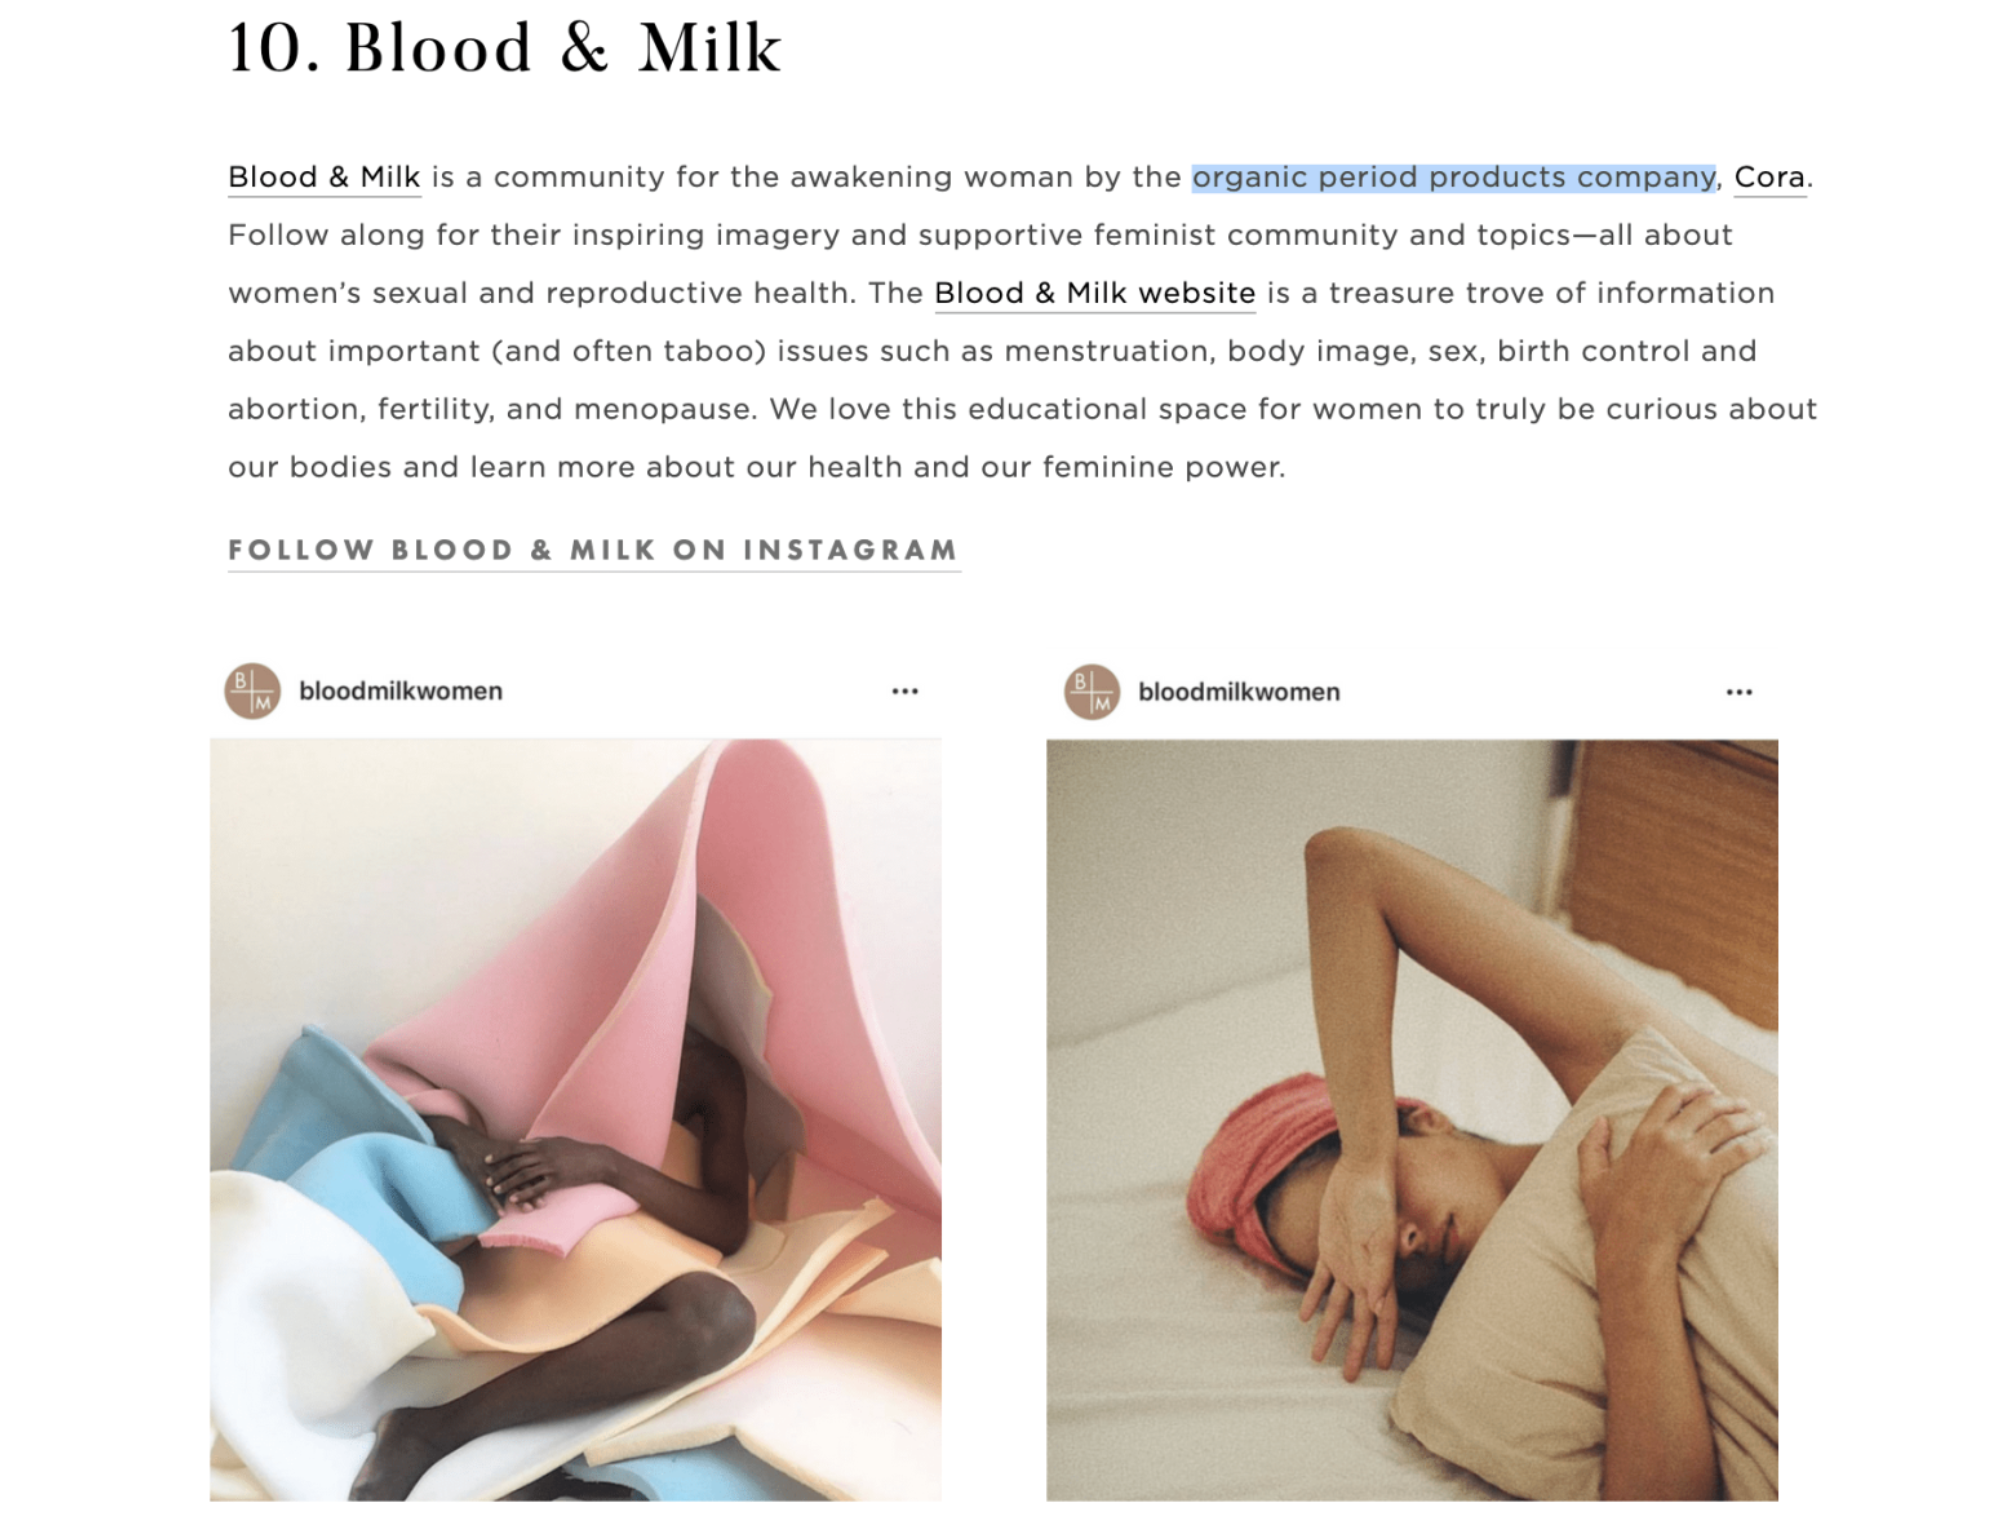 10. Blood & Milk
Blood & Milk is a community for the awakening woman by the organic period products company, Cora.
Follow along for their inspiring imagery and supportive feminist community and topics—all about
women’s sexual and reproductive health. The Blood & Milk website is a treasure trove of information
about important (and often taboo) issues such as menstruation, body image, sex, birth control and
abortion, fertility, and menopause. We love this educational space for women to truly be curious about
our bodies and learn more about our health and our feminine power.
FOLLOW BLOOD & MILK ON INSTAGRAM
B M bloodmilkwomen ...
B M bloodmilkwomen ...